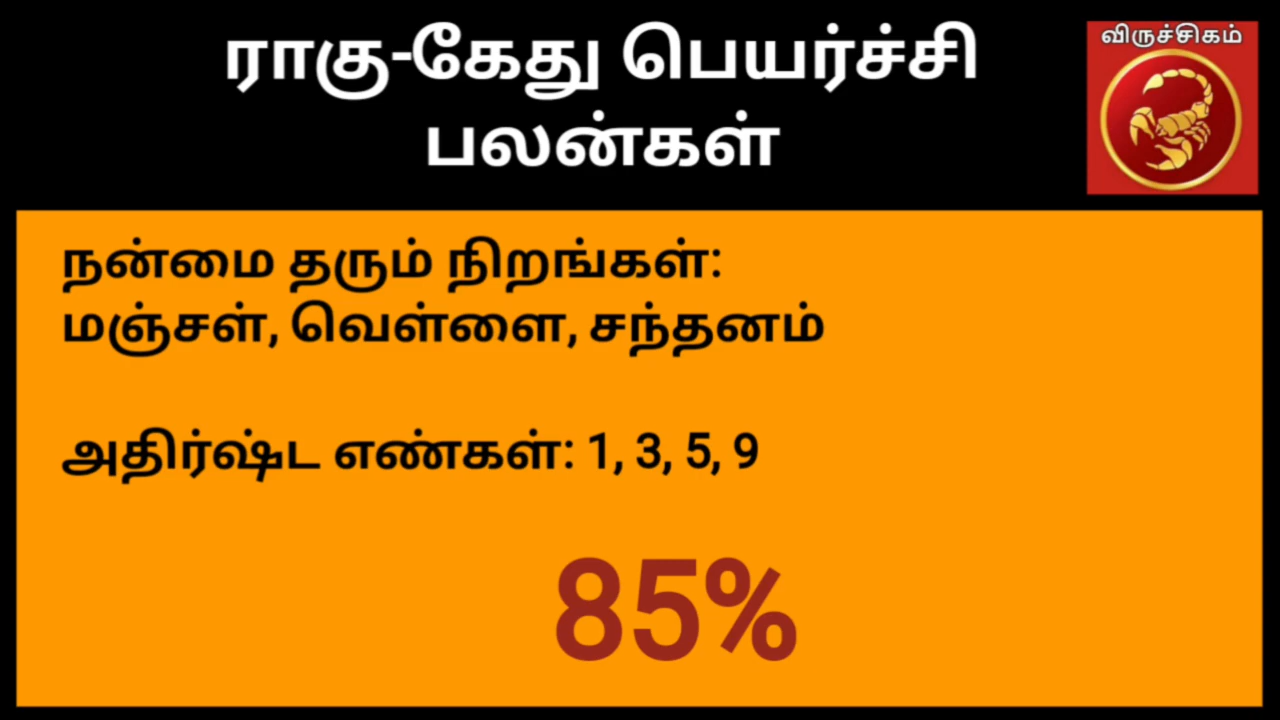 ராகு-கேது பெயர்ச்சி
பலன்கள்
விருச்சிகம்
நன்மை தரும் நிறங்கள்:
மஞ்சள், வெள்ளை, சந்தனம்
அதிர்ஷ்ட எண்கள்: 1, 3, 5, 9
85%